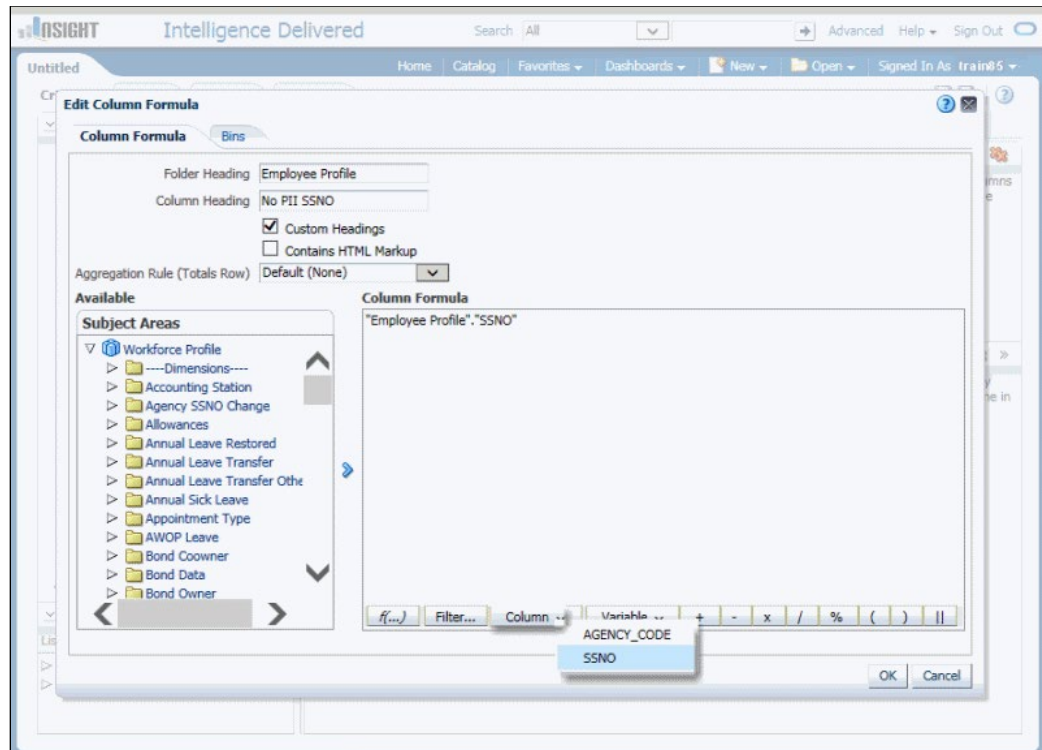 INSIGHT Intelligence Delivered Search All Advanced Help Sign Out
Untitled Home Catalog Favorites Dashboards New Open Signed In As train85
Edit Column Formula
Column Formula Bins
Folder Heading Employee Profile
Column Heading No PII SSNO
Custom Headings
Contains HTML Markup
Aggregation Rule (Totals Row) Default (None)
Available Column Formula
Subject Areas "Employee Profile"."SSNO"
Workforce Profile
----Dimensions----
Accounting Station
Agency SSNO Change
Allowances
Annual Leave Restored
Annual Leave Transfer
Annual Leave Transfer Othe
Annual Sick Leave
Appointment Type
AWOP Leave
Bond Coowner
Bond Data
Bond Owner
f(...) Filter... Column Variable + - x / % ( ) ||
AGENCY_CODE
SSNO
OK Cancel